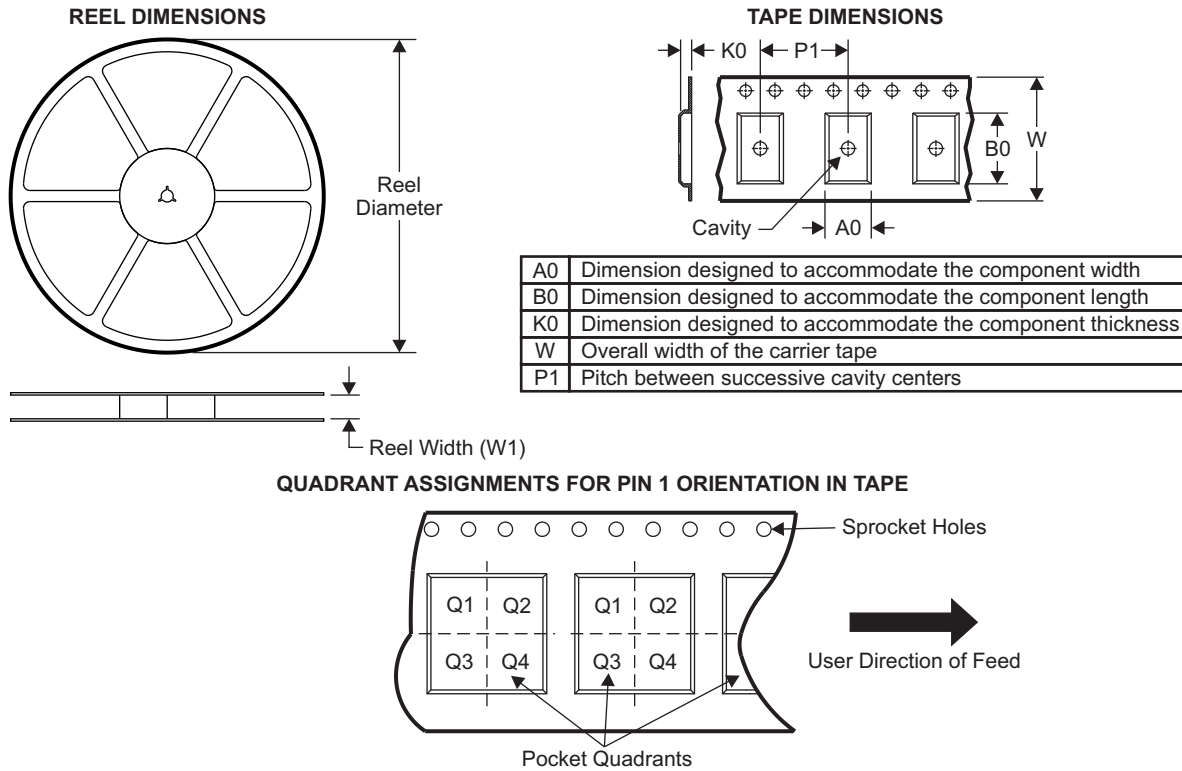 REEL DIMENSIONS
Reel
Diameter
Reel Width (W1)
TAPE DIMENSIONS
K0
P1
B0
W
Cavity
A0
A0 Dimension designed to accommodate the component width
B0 Dimension designed to accommodate the component length
K0 Dimension designed to accommodate the component thickness
W Overall width of the carrier tape
P1 Pitch between successive cavity centers
QUADRANT ASSIGNMENTS FOR PIN 1 ORIENTATION IN TAPE
Sprocket Holes
Q1 Q2 Q1 Q2
Q3 Q4 Q3 Q4
User Direction of Feed
Pocket Quadrants